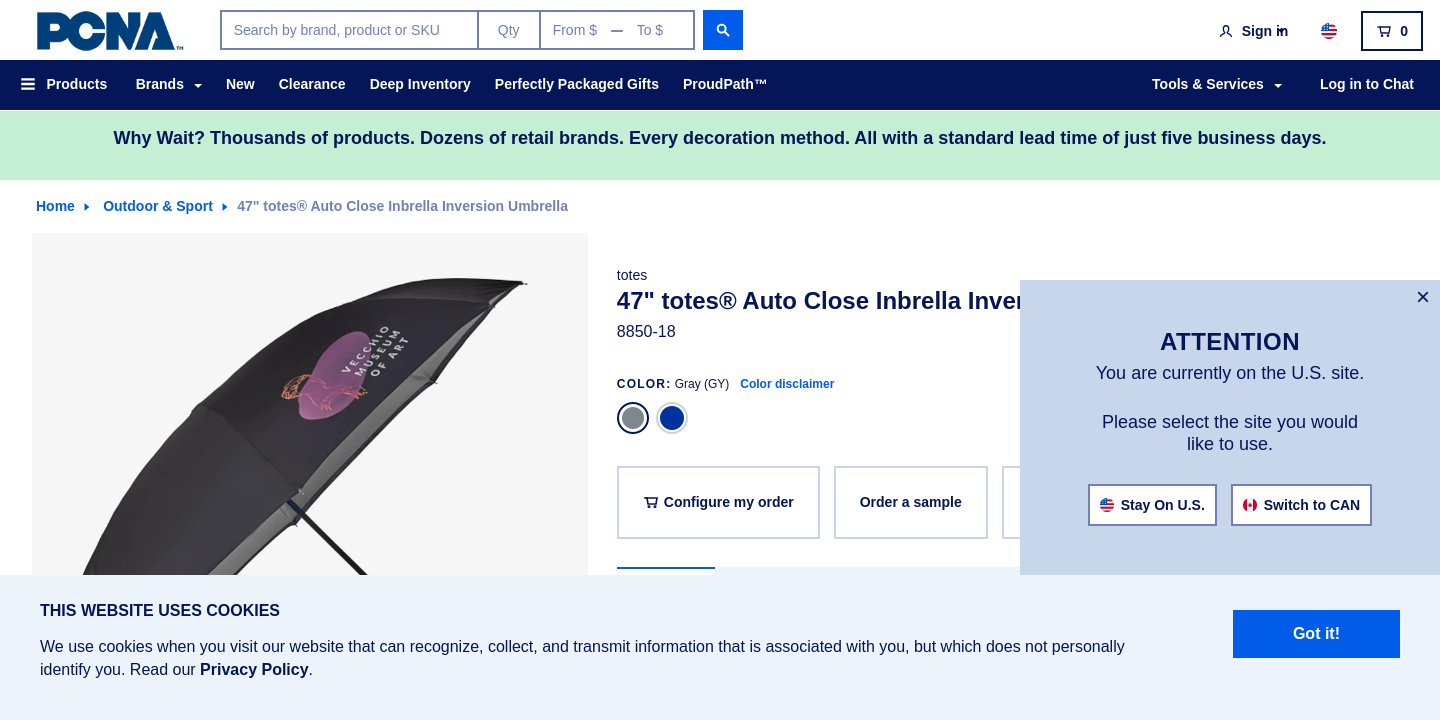 PCNA™
Search by brand, product or SKU
Qty
From $ — To $
Sign in
0
Products
Brands
New
Clearance
Deep Inventory
Perfectly Packaged Gifts
ProudPath™
Tools & Services
Log in to Chat
Why Wait? Thousands of products. Dozens of retail brands. Every decoration method. All with a standard lead time of just five business days.
Home
Outdoor & Sport
47" totes® Auto Close Inbrella Inversion Umbrella
VECCHIO
MUSEUM
OF ART
totes
47" totes® Auto Close Inbrella Inver
8850-18
COLOR: Gray (GY) Color disclaimer
Configure my order
Order a sample
×
ATTENTION
You are currently on the U.S. site.
Please select the site you would
like to use.
Stay On U.S.
Switch to CAN
THIS WEBSITE USES COOKIES
We use cookies when you visit our website that can recognize, collect, and transmit information that is associated with you, but which does not personally
identify you. Read our Privacy Policy.
Got it!